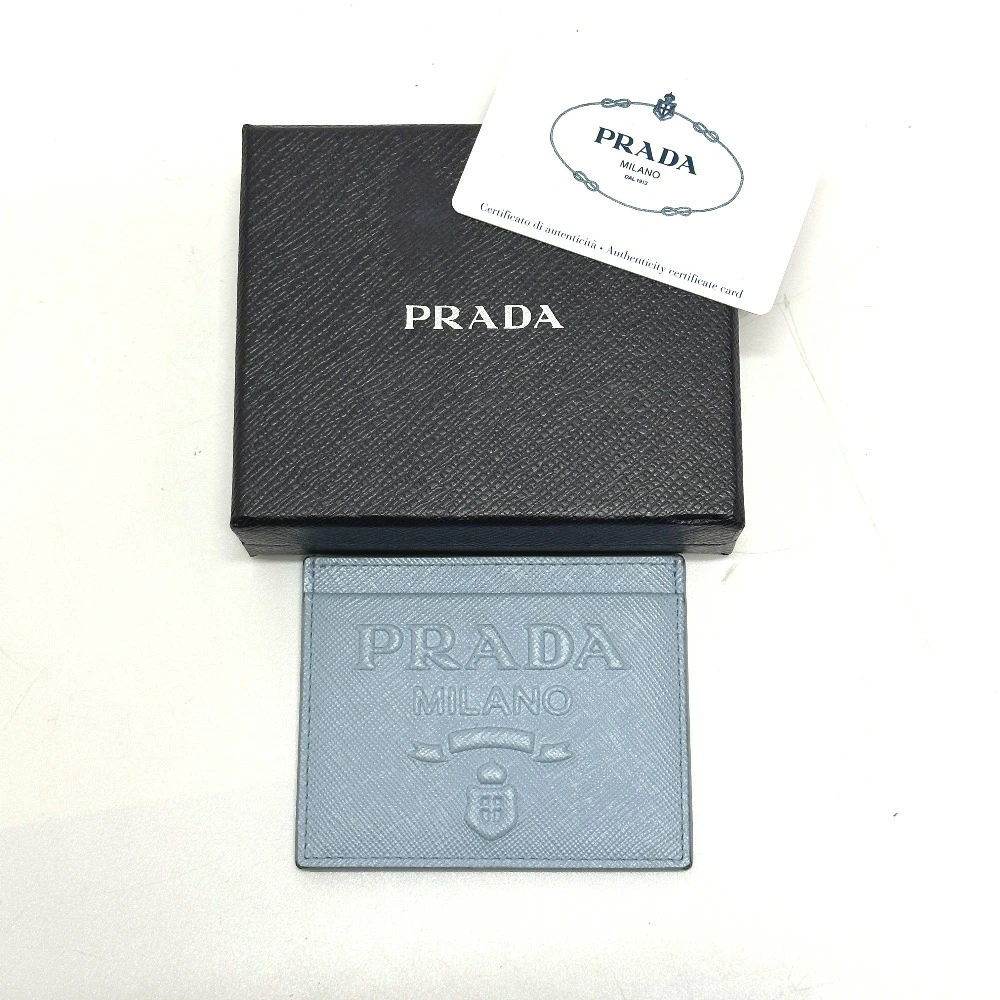 PRADA
MILANO
DAL 1913
Certificato di autenticità • Authenticity certificate card
PRADA
PRADA
MILANO